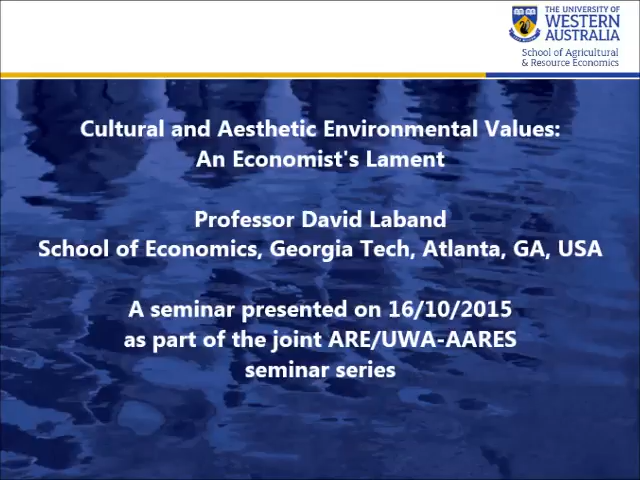 THE UNIVERSITY OF
WESTERN
AUSTRALIA
School of Agricultural
& Resource Economics
Cultural and Aesthetic Environmental Values:
An Economist's Lament
Professor David Laband
School of Economics, Georgia Tech, Atlanta, GA, USA
A seminar presented on 16/10/2015
as part of the joint ARE/UWA-AARES
seminar series